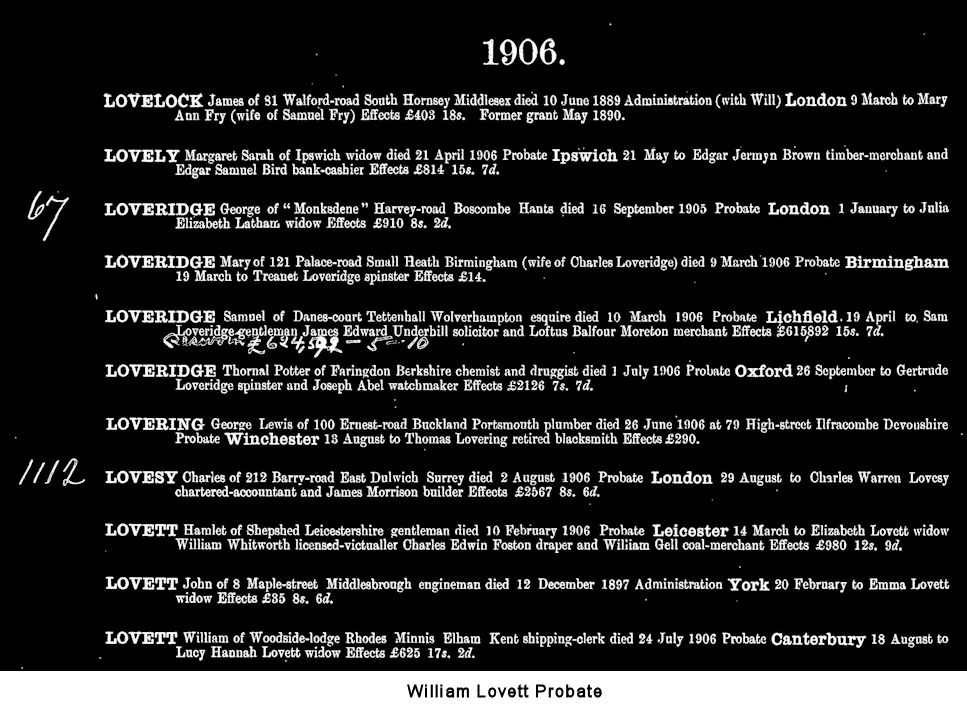 1906.
LOVELOCK James of 81 Walford-road South Hornsey Middlesex died 10 June 1889 Administration (with Will) London 9 March to Mary
Ann Fry (wife of Samuel Fry) Effects £403 18s. Former grant May 1890.
LOVELY Margaret Sarah of Ipswich widow died 21 April 1906 Probate Ipswich 21 May to Edgar Jermyn Brown timber-merchant and
Edgar Samuel Bird bank-cashier Effects £814 15s. 7d.
67
LOVERIDGE George of "Monksdene" Harvey-road Boscombe Hants died 16 September 1905 Probate London 1 January to Julia
Elizabeth Latham widow Effects £910 8s. 2d.
LOVERIDGE Mary of 121 Palace-road Small Heath Birmingham (wife of Charles Loveridge) died 9 March 1906 Probate Birmingham
19 March to Treanet Loveridge spinster Effects £14.
LOVERIDGE Samuel of Danes-court Tettenhall Wolverhampton esquire died 10 March 1906 Probate Lichfield 19 April to Sam
Loveridge gentleman James Edward Underhill solicitor and Loftus Balfour Moreton merchant Effects £615,892 15s. 7d.
£624,592 - 5 - 10
LOVERIDGE Thornal Potter of Faringdon Berkshire chemist and druggist died 1 July 1906 Probate Oxford 26 September to Gertrude
Loveridge spinster and Joseph Abel watchmaker Effects £2126 7s. 7d.
LOVERING George Lewis of 100 Ernest-road Buckland Portsmouth plumber died 26 June 1906 at 79 High-street Ilfracombe Devonshire
Probate Winchester 13 August to Thomas Lovering retired blacksmith Effects £290.
1112
LOVESY Charles of 212 Barry-road East Dulwich Surrey died 2 August 1906 Probate London 29 August to Charles Warren Lovesy
chartered-accountant and James Morrison builder Effects £2567 8s. 6d.
LOVETT Hamlet of Shepshed Leicestershire gentleman died 10 February 1906 Probate Leicester 14 March to Elizabeth Lovett widow
William Whitworth licensed-victualler Charles Edwin Foston draper and William Gell coal-merchant Effects £980 12s. 9d.
LOVETT John of 8 Maple-street Middlesbrough engineman died 12 December 1897 Administration York 20 February to Emma Lovett
widow Effects £35 8s. 6d.
LOVETT William of Woodside-lodge Rhodes Minnis Elham Kent shipping-clerk died 24 July 1906 Probate Canterbury 18 August to
Lucy Hannah Lovett widow Effects £625 17s. 2d.
William Lovett Probate